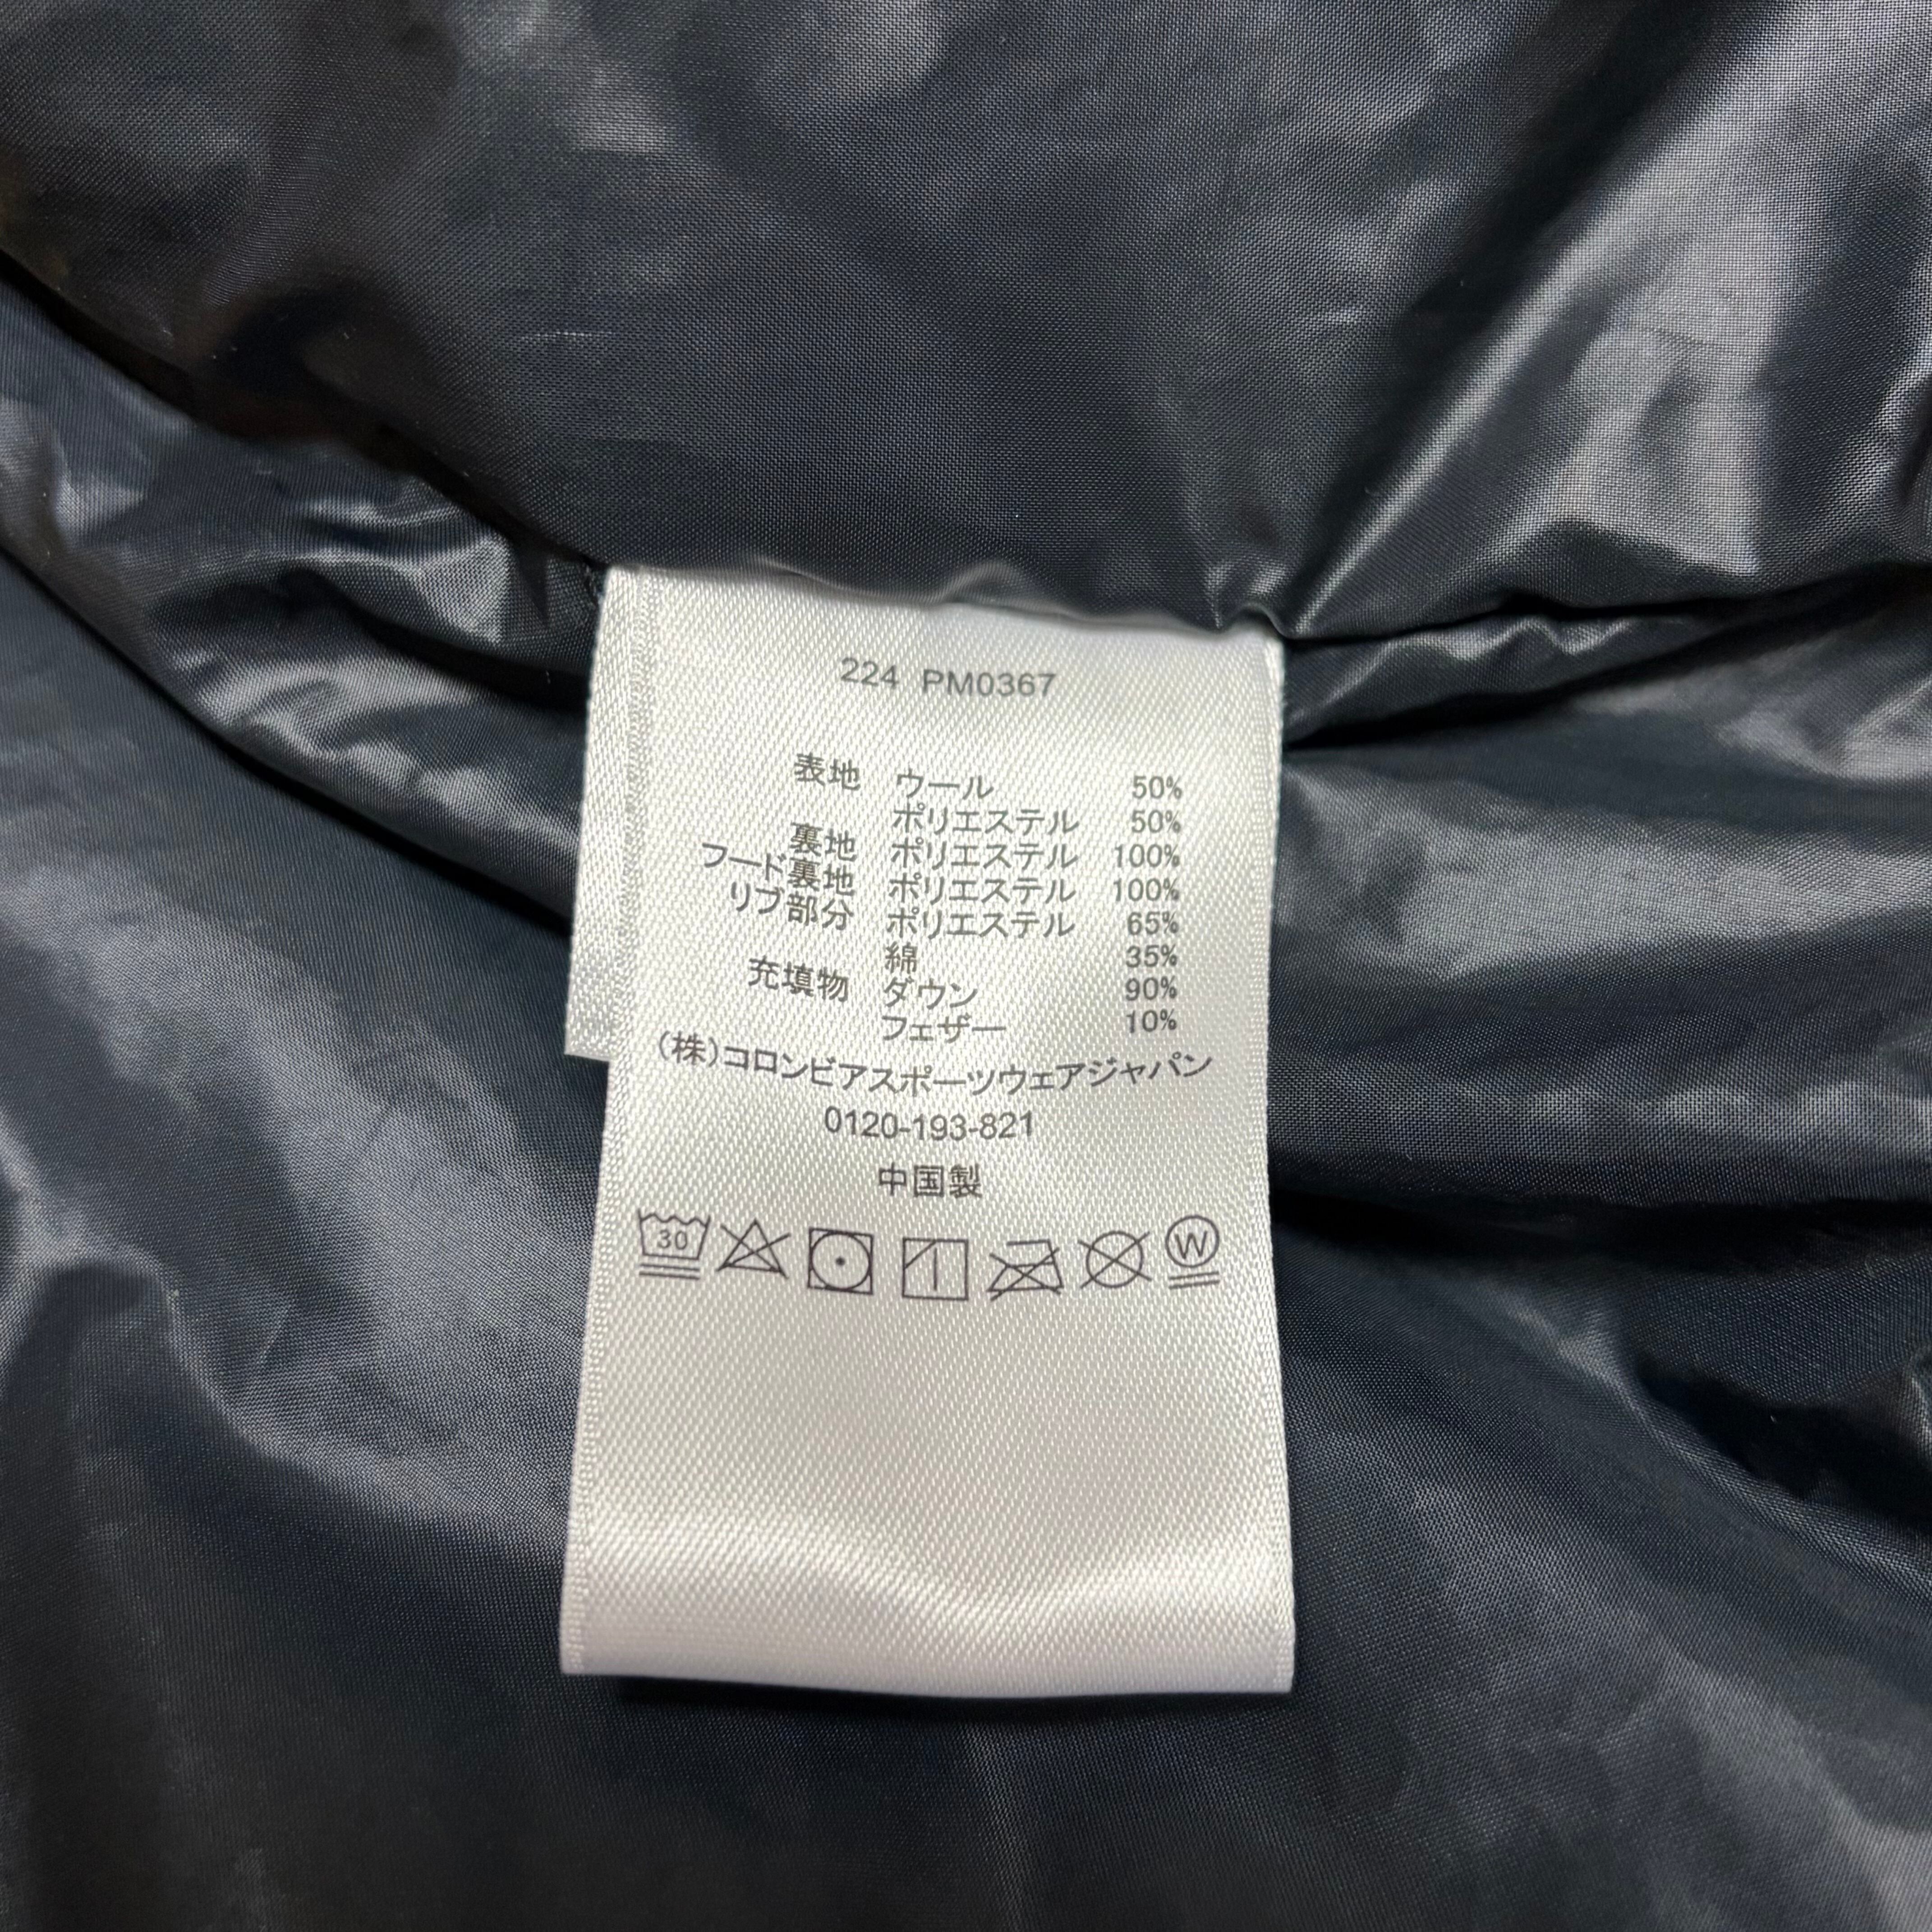 224 PM0367
表地 ウール 50%
ポリエステル 50%
裏地 ポリエステル 100%
フード裏地 ポリエステル 100%
リブ部分 ポリエステル 65%
綿 35%
充填物 ダウン 90%
フェザー 10%
(株)コロンビアスポーツウェアジャパン
0120-193-821
中国製
30 W